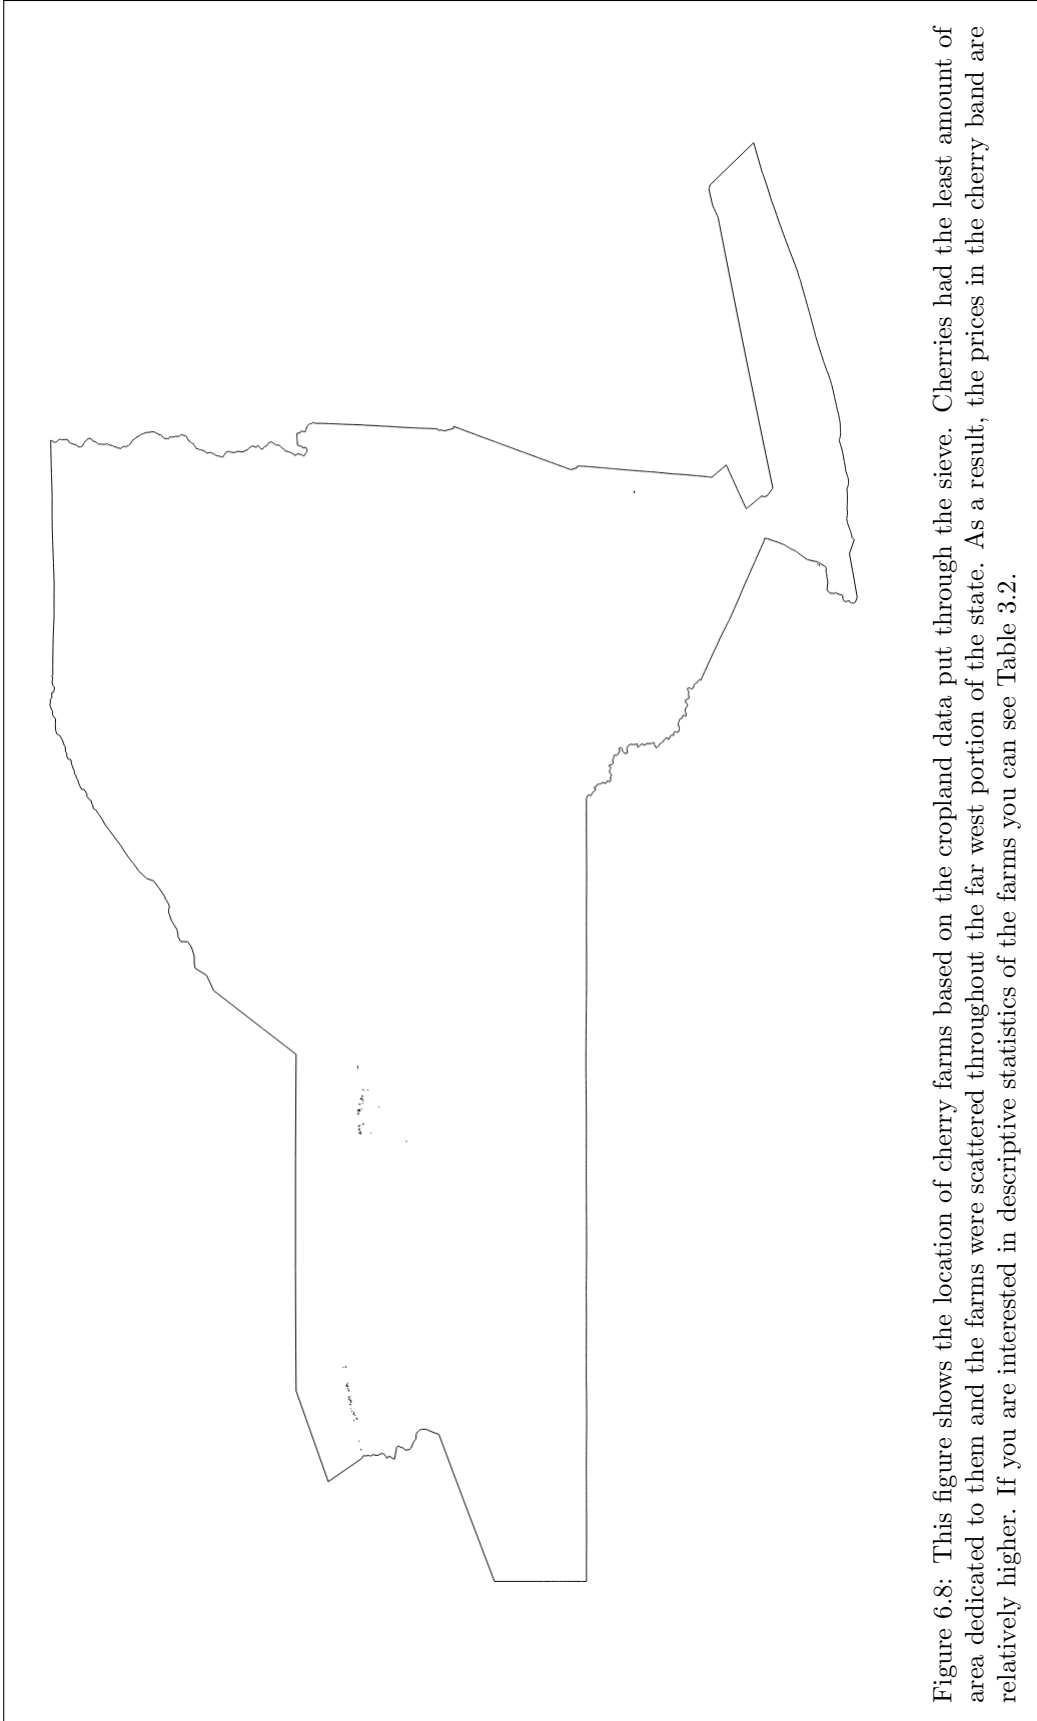 Figure 6.8: This figure shows the location of cherry farms based on the cropland data put through the sieve. Cherries had the least amount of
area dedicated to them and the farms were scattered throughout the far west portion of the state. As a result, the prices in the cherry band are
relatively higher. If you are interested in descriptive statistics of the farms you can see Table 3.2.